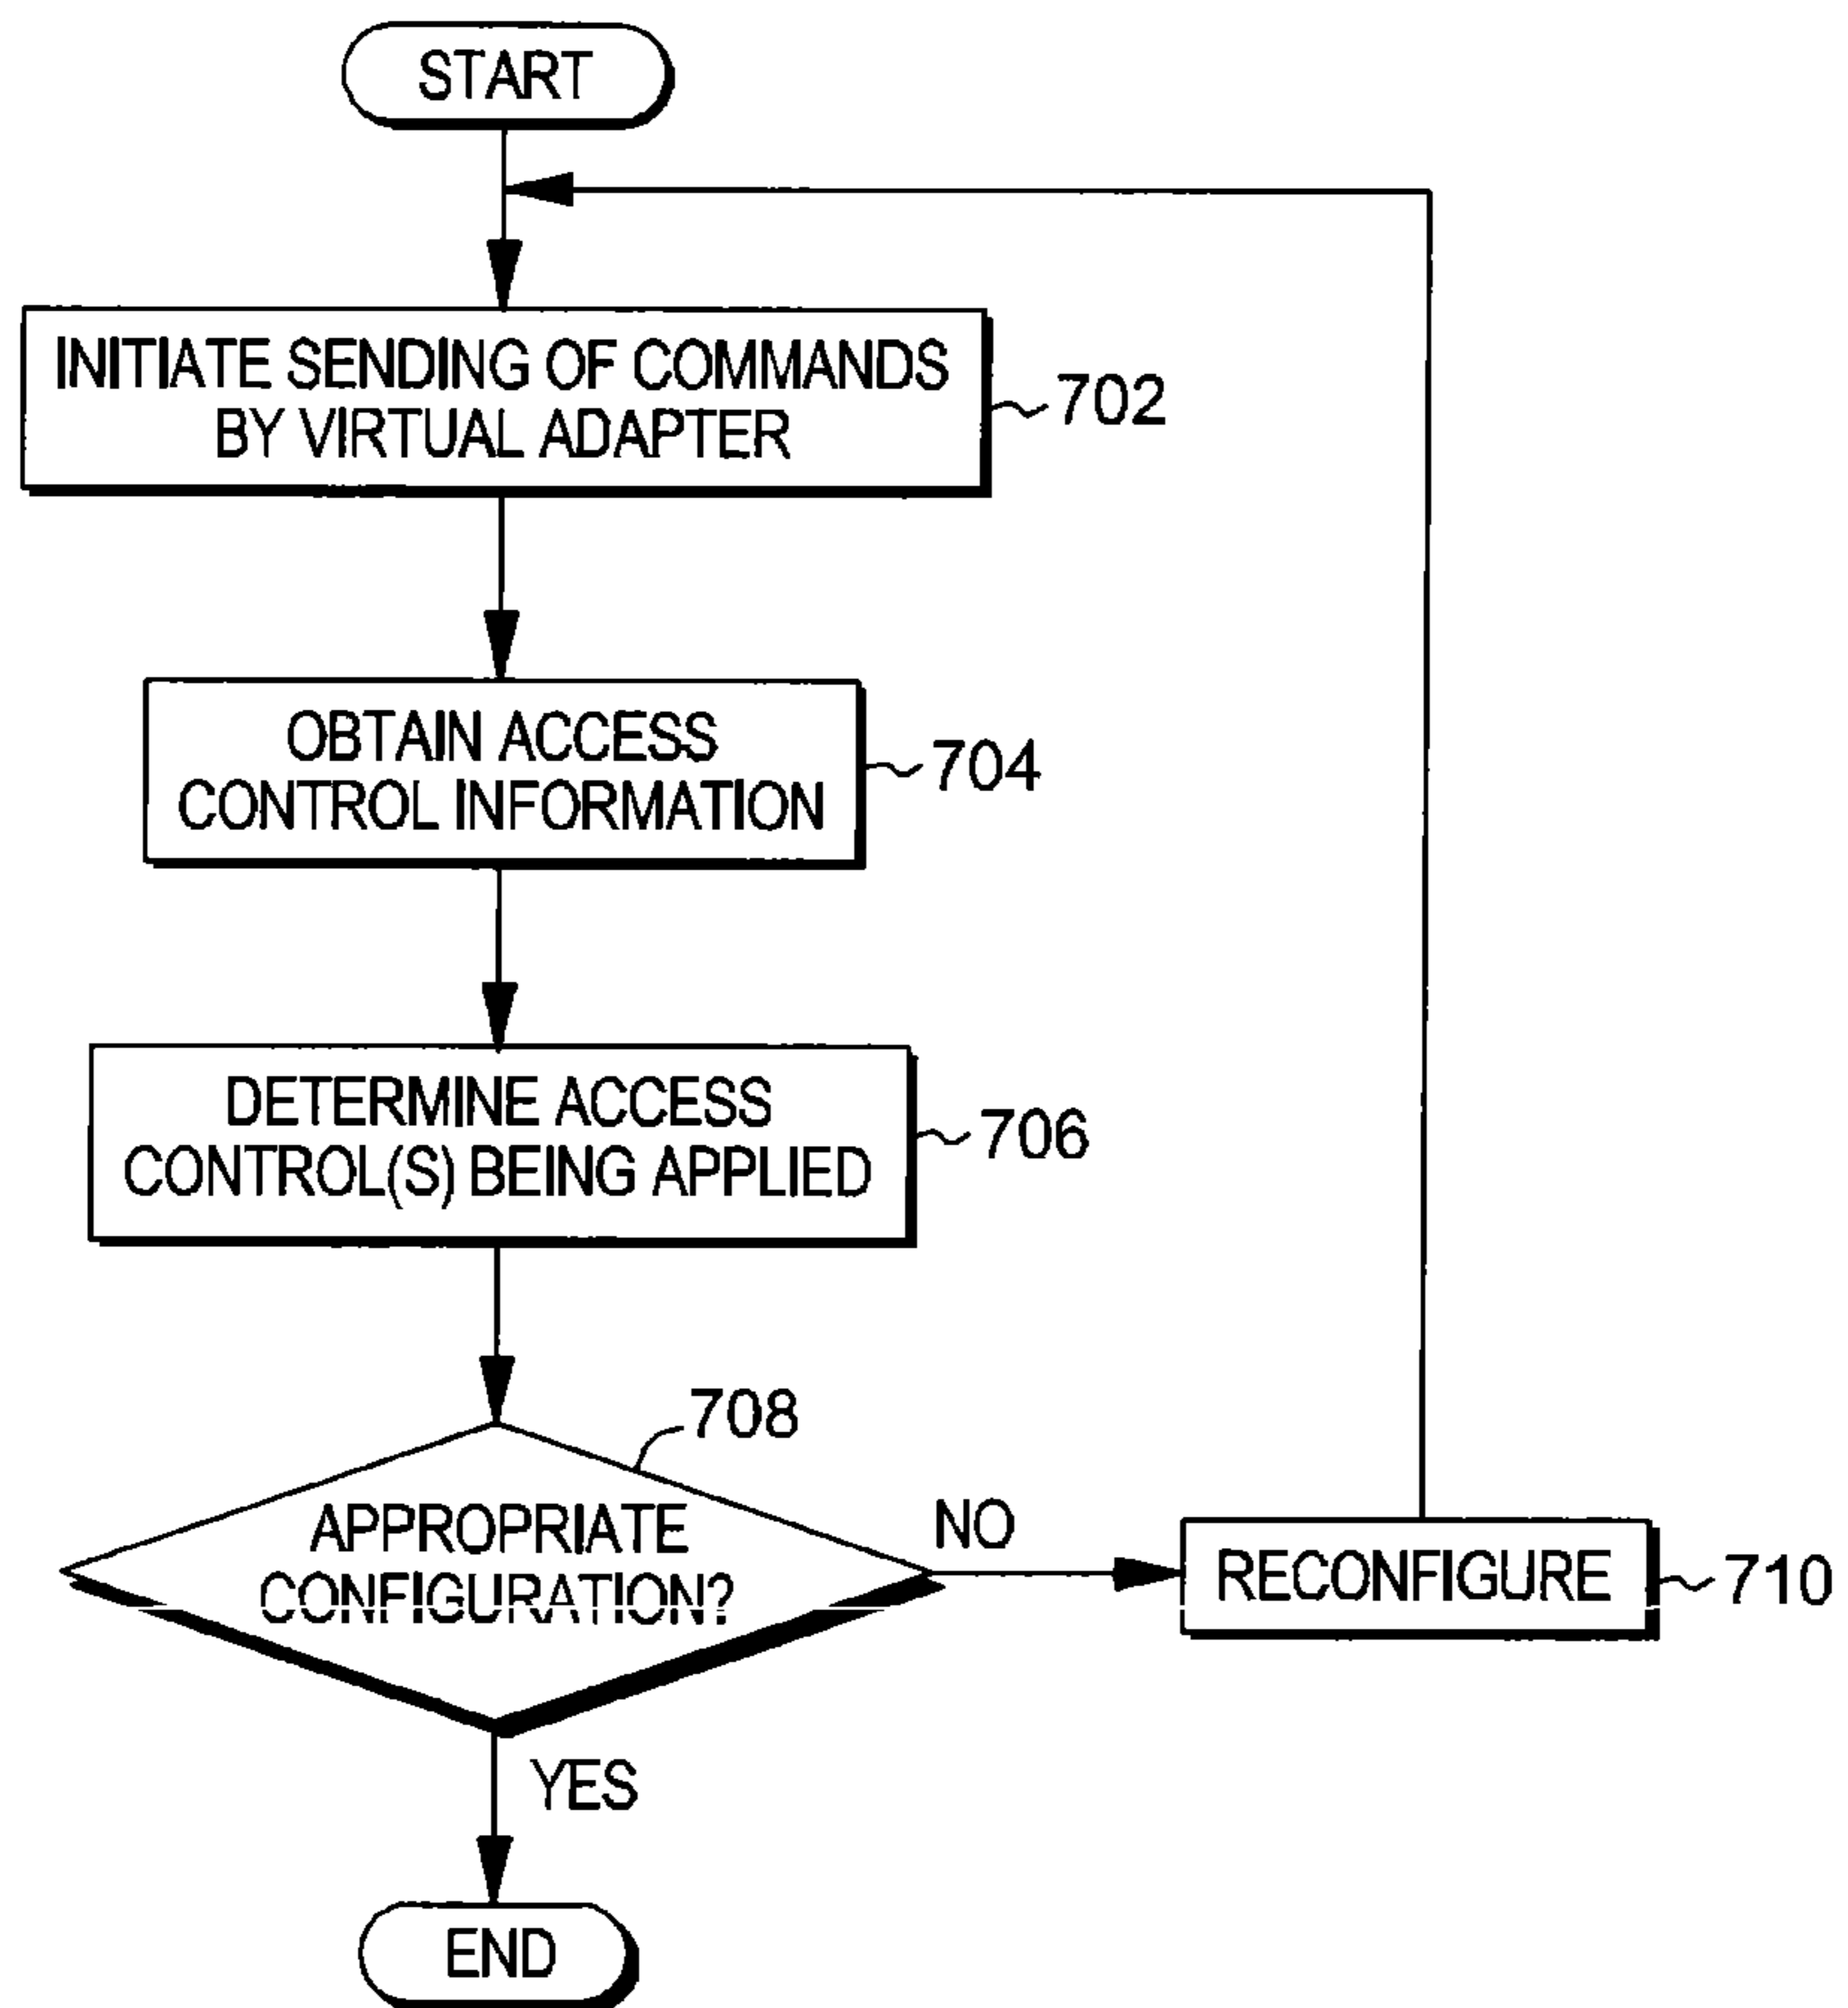 START
INITIATE SENDING OF COMMANDS
BY VIRTUAL ADAPTER
702
OBTAIN ACCESS
CONTROL INFORMATION
704
DETERMINE ACCESS
CONTROL(S) BEING APPLIED
706
708
APPROPRIATE
CONFIGURATION?
NO
RECONFIGURE
710
YES
END